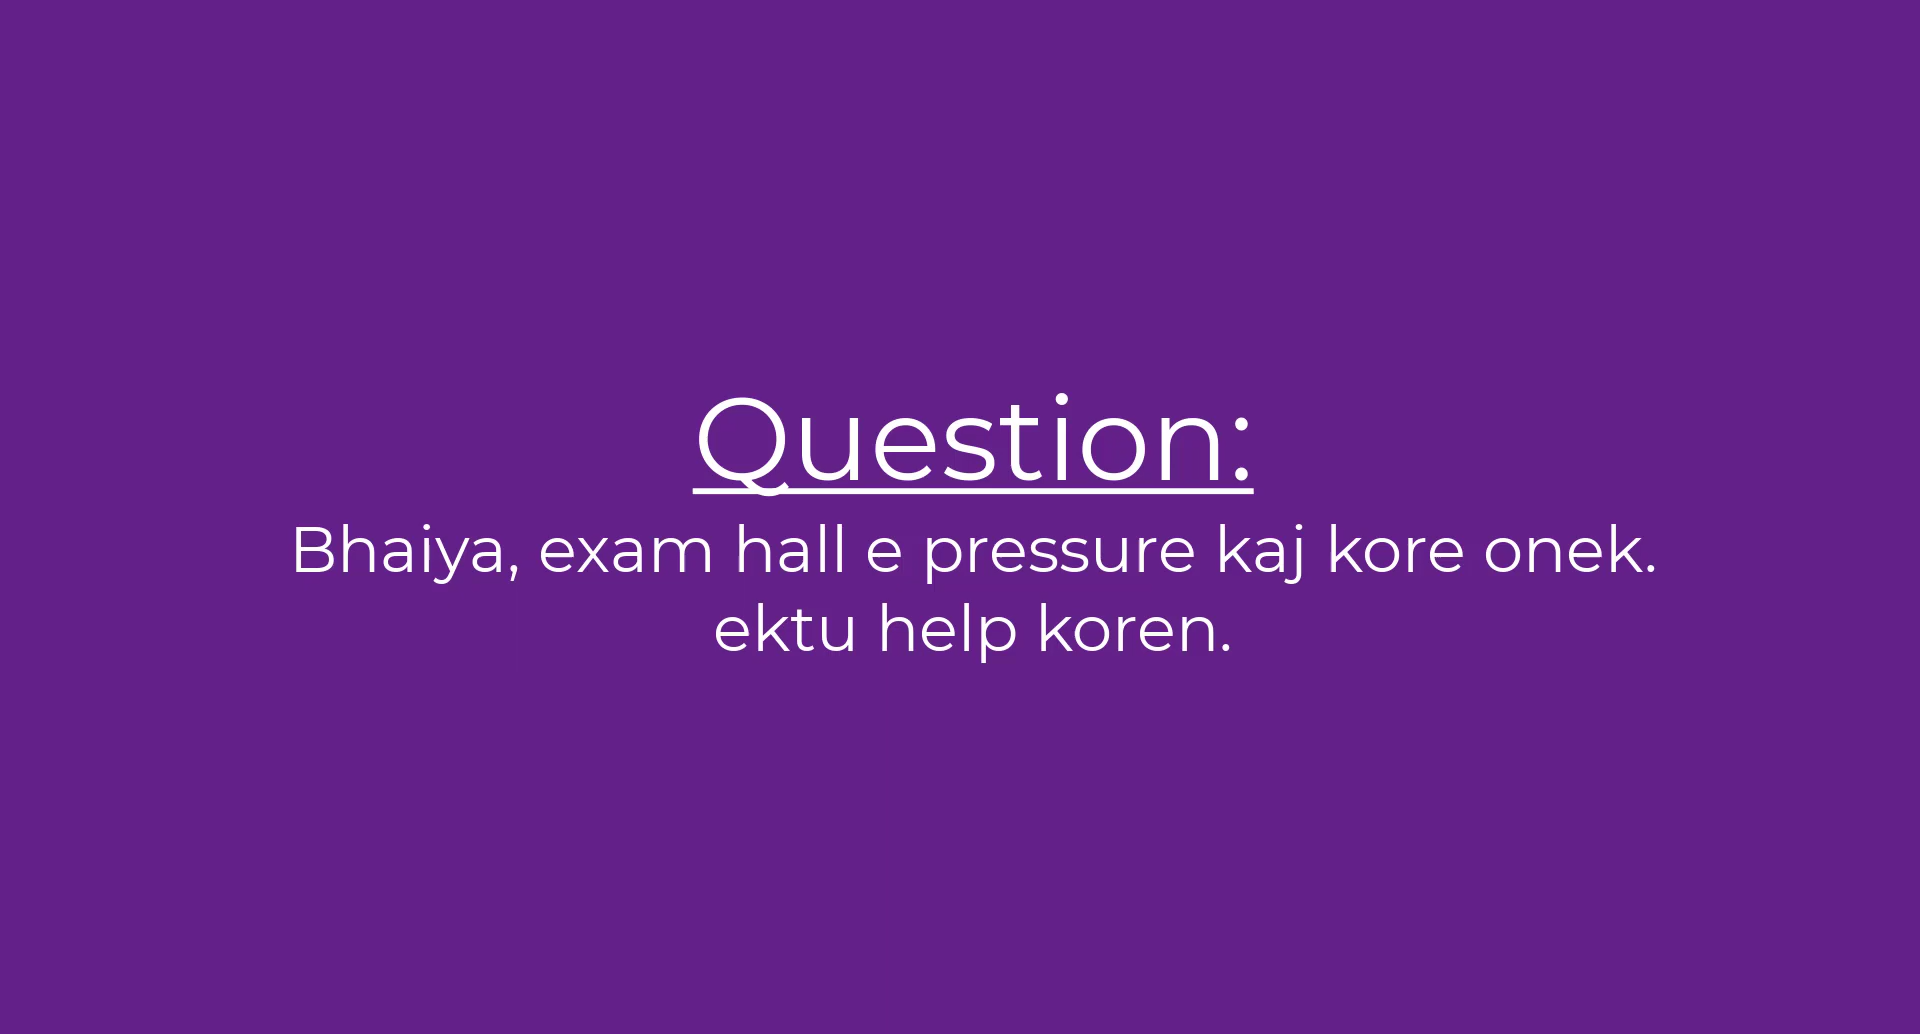 Question:
Bhaiya, exam hall e pressure kaj kore onek.
ektu help koren.